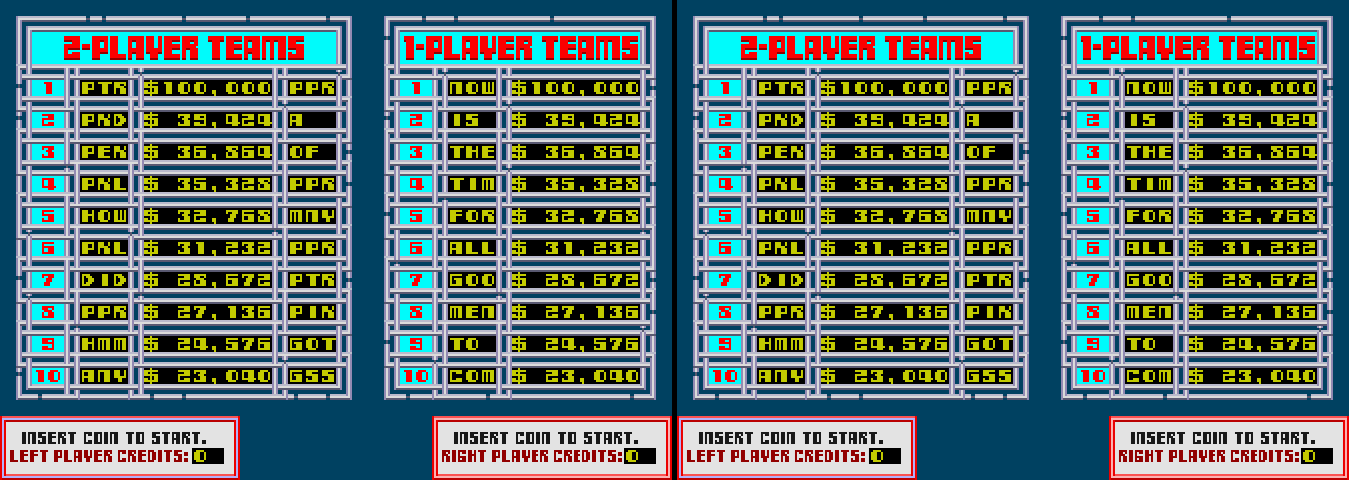 2-PLAYER TEAMS
1 PTR $100,000 PPR
2 PKD $ 39,424 A
3 PEK $ 36,864 OF
4 PKL $ 35,328 PPR
5 HOW $ 32,768 MNY
6 PKL $ 31,232 PPR
7 DID $ 28,672 PTR
8 PPR $ 27,136 PIK
9 HMM $ 24,576 GOT
10 ANY $ 23,040 GSS
INSERT COIN TO START.
LEFT PLAYER CREDITS: 0
1-PLAYER TEAMS
1 NOW $100,000
2 IS $ 39,424
3 THE $ 36,864
4 TIM $ 35,328
5 FOR $ 32,768
6 ALL $ 31,232
7 GOO $ 28,672
8 MEN $ 27,136
9 TO $ 24,576
10 COM $ 23,040
INSERT COIN TO START.
RIGHT PLAYER CREDITS: 0
2-PLAYER TEAMS
1 PTR $100,000 PPR
2 PKD $ 39,424 A
3 PEK $ 36,864 OF
4 PKL $ 35,328 PPR
5 HOW $ 32,768 MNY
6 PKL $ 31,232 PPR
7 DID $ 28,672 PTR
8 PPR $ 27,136 PIK
9 HMM $ 24,576 GOT
10 ANY $ 23,040 GSS
INSERT COIN TO START.
LEFT PLAYER CREDITS: 0
1-PLAYER TEAMS
1 NOW $100,000
2 IS $ 39,424
3 THE $ 36,864
4 TIM $ 35,328
5 FOR $ 32,768
6 ALL $ 31,232
7 GOO $ 28,672
8 MEN $ 27,136
9 TO $ 24,576
10 COM $ 23,040
INSERT COIN TO START.
RIGHT PLAYER CREDITS: 0